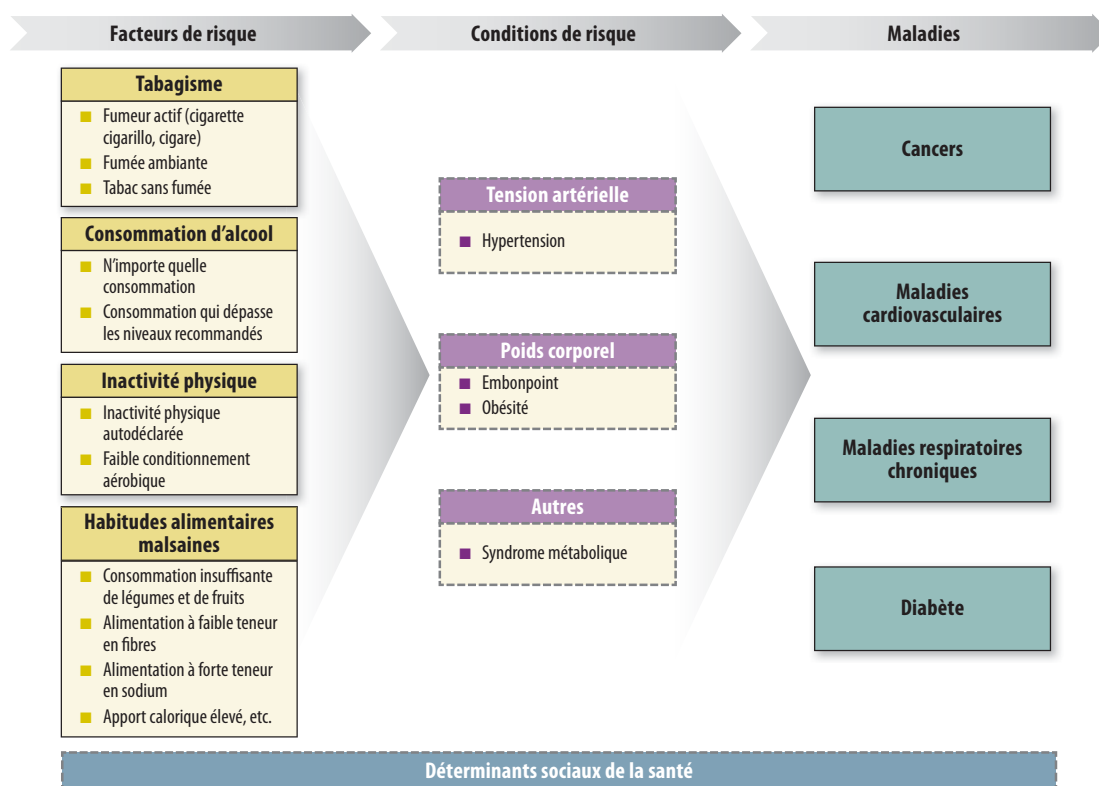 Facteurs de risque
Conditions de risque
Maladies
Tabagisme
Fumeur actif (cigarette
cigarillo, cigare)
Fumée ambiante
Tabac sans fumée
Consommation d'alcool
N'importe quelle
consommation
Consommation qui dépasse
les niveaux recommandés
Inactivité physique
Inactivité physique
autodéclarée
Faible conditionnement
aérobique
Habitudes alimentaires
malsaines
Consommation insuffisante
de légumes et de fruits
Alimentation à faible teneur
en fibres
Alimentation à forte teneur
en sodium
Apport calorique élevé, etc.
Tension artérielle
Hypertension
Poids corporel
Embonpoint
Obésité
Autres
Syndrome métabolique
Cancers
Maladies
cardiovasculaires
Maladies respiratoires
chroniques
Diabète
Déterminants sociaux de la santé